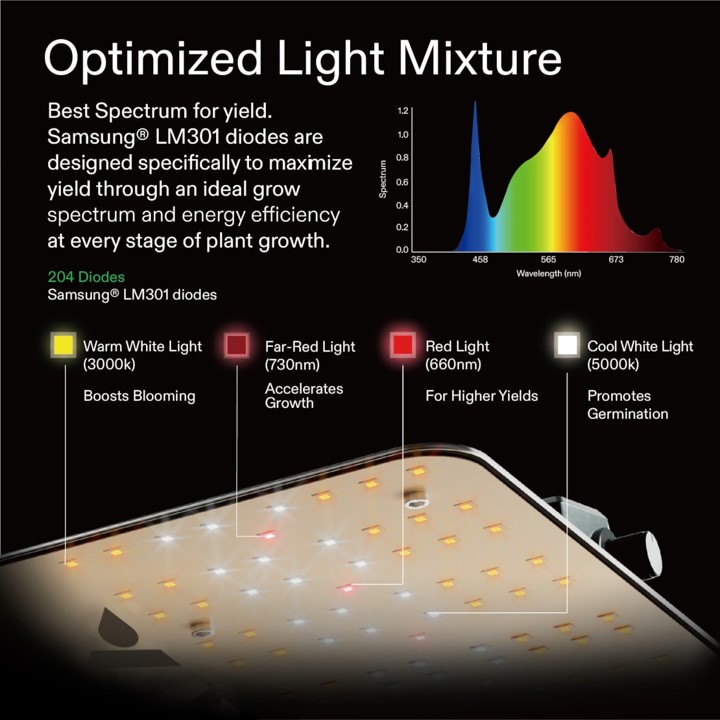 Optimized Light Mixture
Best Spectrum for yield.
Samsung® LM301 diodes are
designed specifically to maximize
yield through an ideal grow
spectrum and energy efficiency
at every stage of plant growth.
204 Diodes
Samsung® LM301 diodes
1.2
1.0
0.8
0.6
0.4
0.2
0.0
Spectrum
350 458 565 673 780
Wavelength (nm)
Warm White Light
(3000k)
Boosts Blooming
Far-Red Light
(730nm)
Accelerates
Growth
Red Light
(660nm)
For Higher Yields
Cool White Light
(5000k)
Promotes
Germination